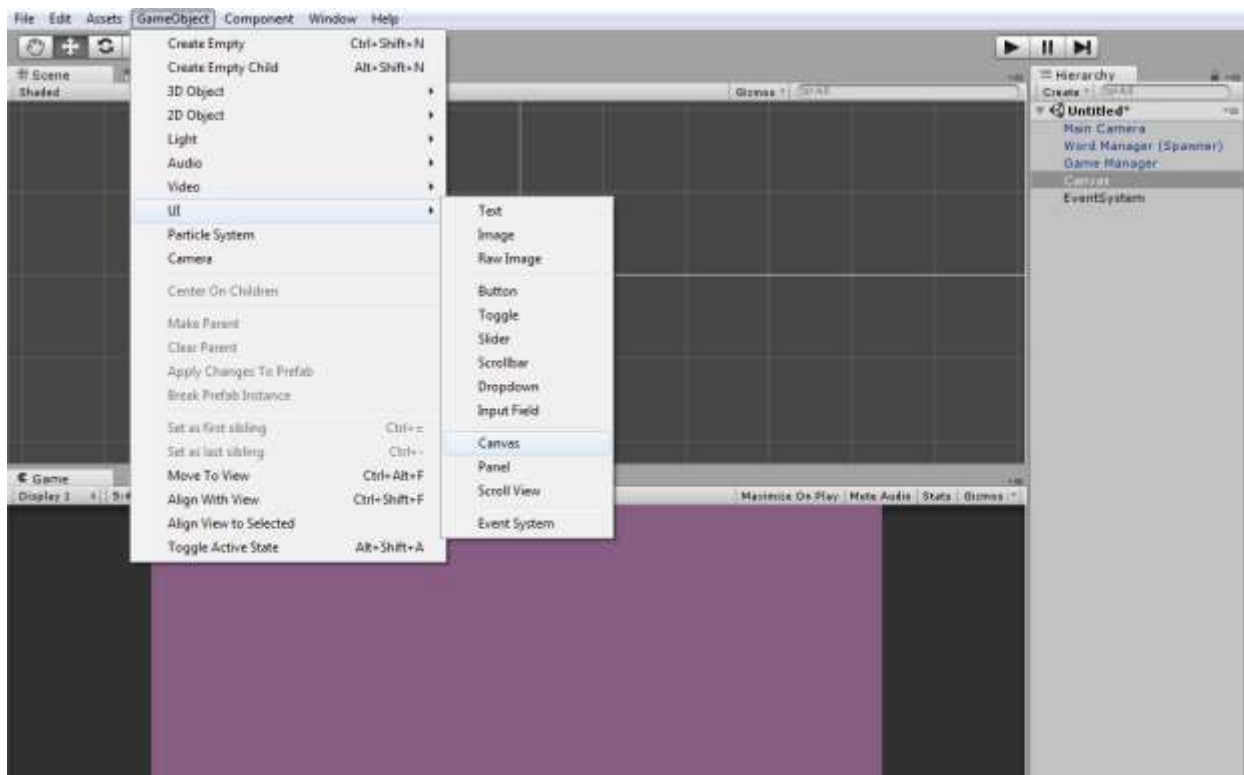 File Edit Assets GameObject Component Window Help
Scene
Shaded
Gizmos
Create Empty Ctrl+Shift+N
Create Empty Child Alt+Shift+N
3D Object
2D Object
Light
Audio
Video
UI
Particle System
Camera
Center On Children
Make Parent
Clear Parent
Apply Changes To Prefab
Break Prefab Instance
Set as first sibling Ctrl+=
Set as last sibling Ctrl+-
Move To View Ctrl+Alt+F
Align With View Ctrl+Shift+F
Align View to Selected
Toggle Active State Alt+Shift+A
Text
Image
Raw Image
Button
Toggle
Slider
Scrollbar
Dropdown
Input Field
Canvas
Panel
Scroll View
Event System
Hierarchy
Create
Untitled*
Main Camera
Word Manager (Spawner)
Game Manager
Canvas
EventSystem
Game
Display 1
Maximize On Play Mute Audio Stats Gizmos